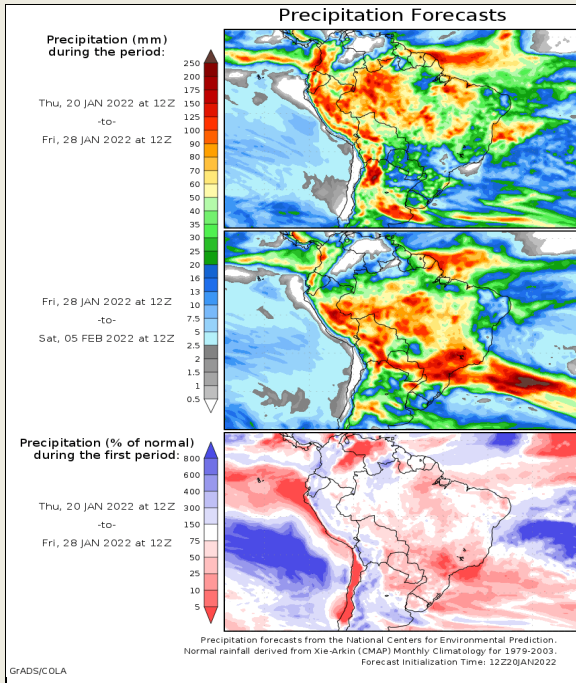 Precipitation Forecasts
Precipitation (mm)
during the period:
Thu, 20 JAN 2022 at 12Z
-to-
Fri, 28 JAN 2022 at 12Z
250
200
175
150
125
100
90
80
70
60
50
40
35
30
25
20
16
13
10
7.5
5
2.5
2
1.5
1
0.5
Fri, 28 JAN 2022 at 12Z
-to-
Sat, 05 FEB 2022 at 12Z
Precipitation (% of normal)
during the first period:
Thu, 20 JAN 2022 at 12Z
-to-
Fri, 28 JAN 2022 at 12Z
800
600
400
300
150
75
50
25
10
5
Precipitation forecasts from the National Centers for Environmental Prediction.
Normal rainfall derived from Xie-Arkin (CMAP) Monthly Climatology for 1979-2003.
Forecast Initialization Time: 12Z20JAN2022
GrADS/COLA